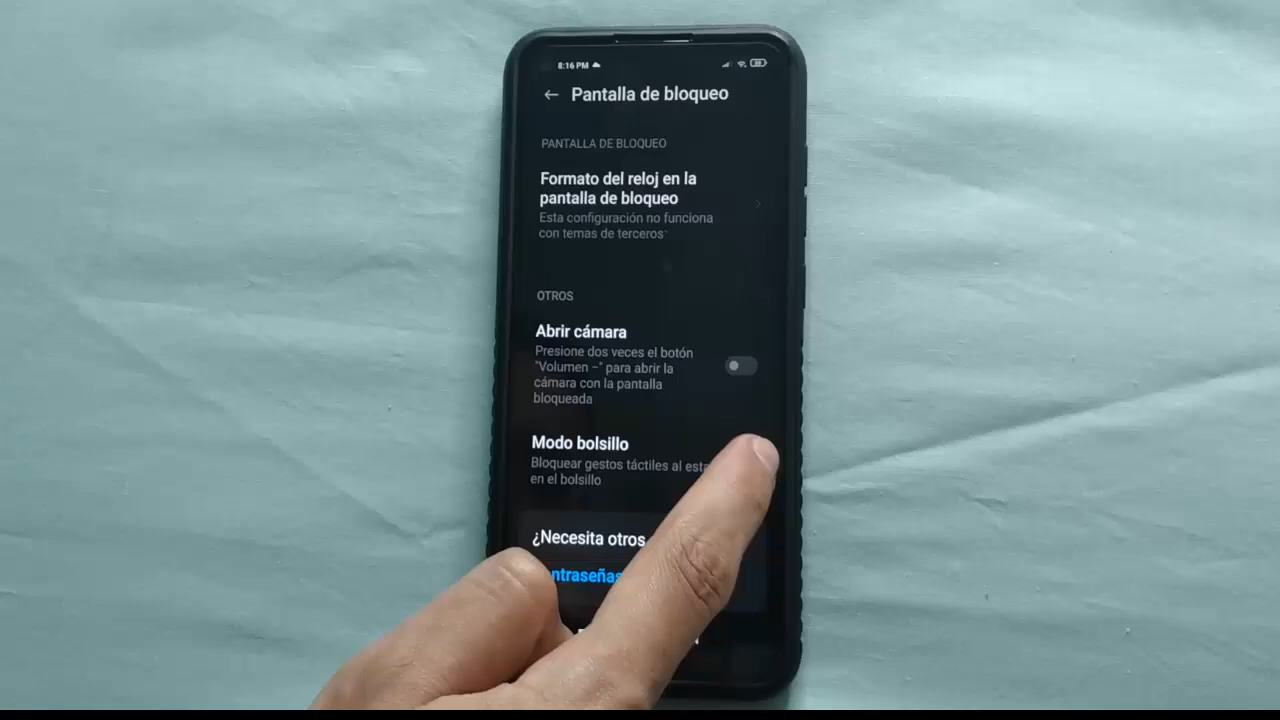 8:16 PM
Pantalla de bloqueo
PANTALLA DE BLOQUEO
Formato del reloj en la
pantalla de bloqueo
Esta configuración no funciona
con temas de terceros
OTROS
Abrir cámara
Presione dos veces el botón
"Volumen −" para abrir la
cámara con la pantalla
bloqueada
Modo bolsillo
Bloquear gestos táctiles al
en el bolsillo
¿Necesita otros